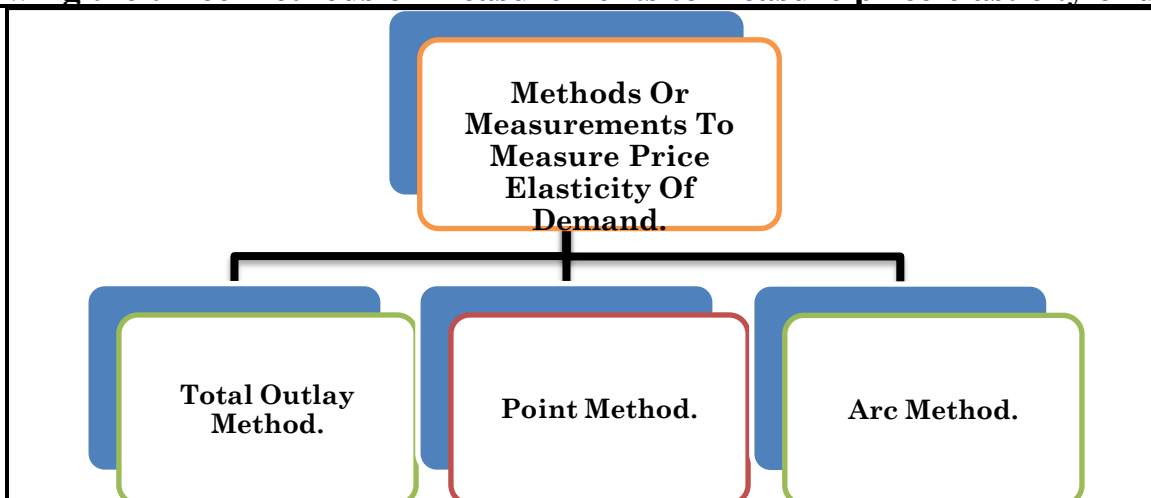 Methods Or
Measurements To
Measure Price
Elasticity Of
Demand.
Total Outlay
Method.
Point Method.
Arc Method.